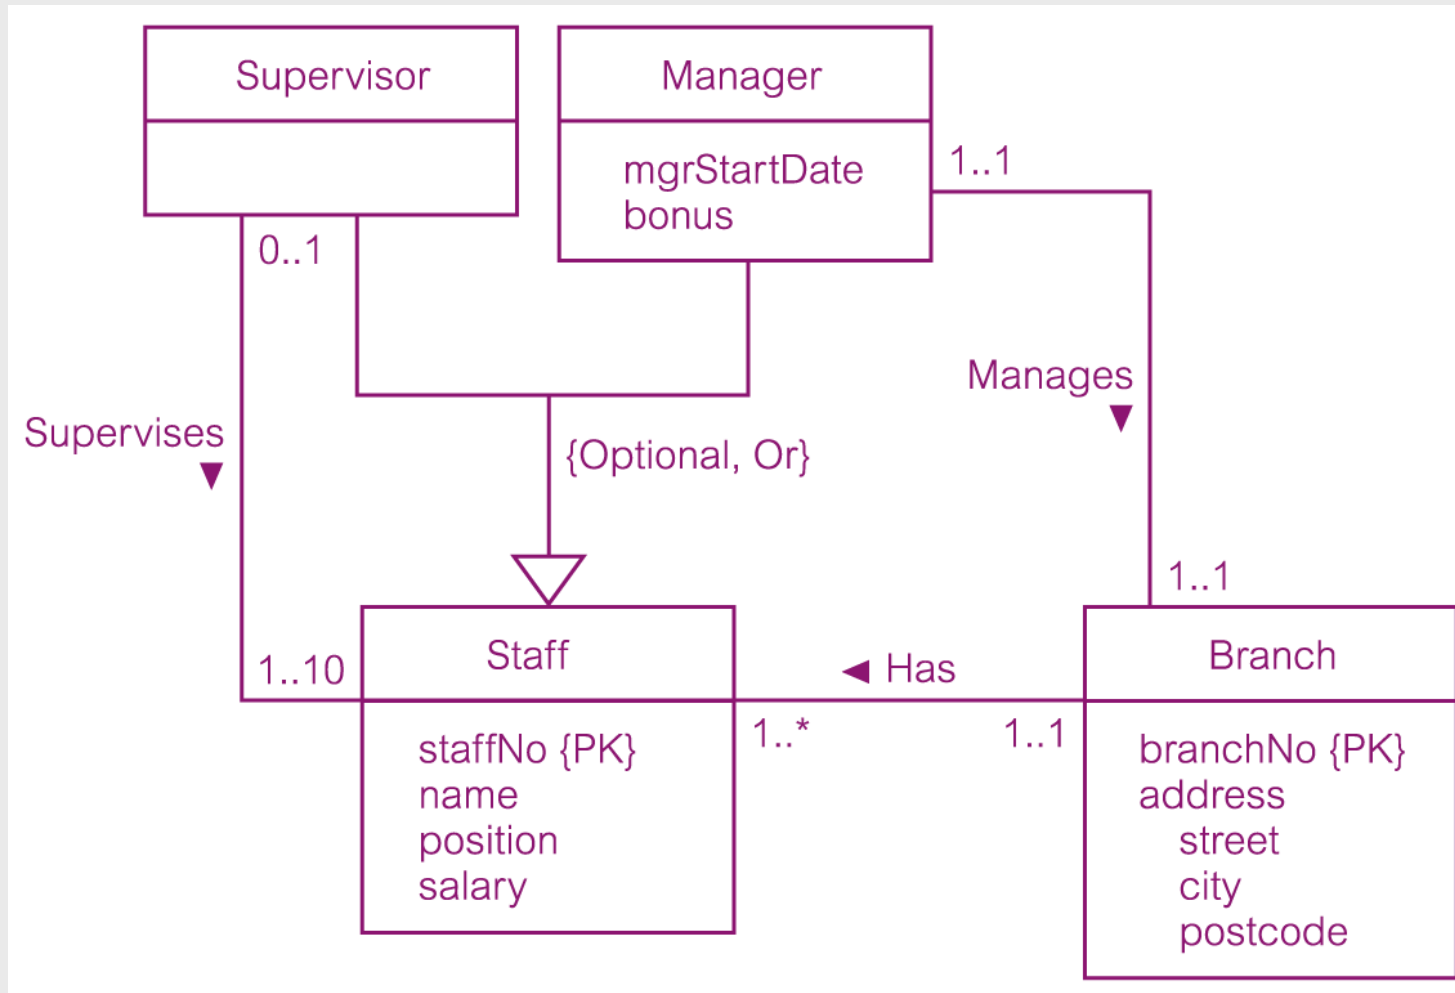 Supervisor
Manager
mgrStartDate
bonus
1..1
0..1
Manages
Supervises
{Optional, Or}
1..1
1..10
Staff
Has
Branch
1..*
1..1
staffNo {PK}
name
position
salary
branchNo {PK}
address
street
city
postcode